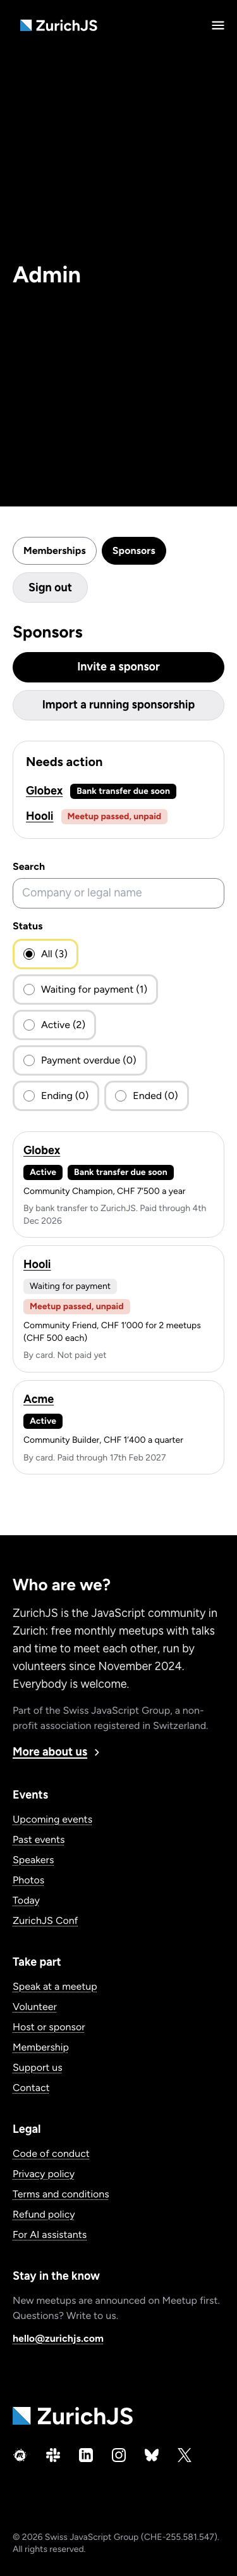 ZurichJS
Admin
Memberships
Sponsors
Sign out
Sponsors
Invite a sponsor
Import a running sponsorship
Needs action
Globex Bank transfer due soon
Hooli Meetup passed, unpaid
Search
Company or legal name
Status
All (3)
Waiting for payment (1)
Active (2)
Payment overdue (0)
Ending (0)
Ended (0)
Globex
Active Bank transfer due soon
Community Champion, CHF 7'500 a year
By bank transfer to ZurichJS. Paid through 4th
Dec 2026
Hooli
Waiting for payment
Meetup passed, unpaid
Community Friend, CHF 1'000 for 2 meetups
(CHF 500 each)
By card. Not paid yet
Acme
Active
Community Builder, CHF 1'400 a quarter
By card. Paid through 17th Feb 2027
Who are we?
ZurichJS is the JavaScript community in
Zurich: free monthly meetups with talks
and time to meet each other, run by
volunteers since November 2024.
Everybody is welcome.
Part of the Swiss JavaScript Group, a non-
profit association registered in Switzerland.
More about us
Events
Upcoming events
Past events
Speakers
Photos
Today
ZurichJS Conf
Take part
Speak at a meetup
Volunteer
Host or sponsor
Membership
Support us
Contact
Legal
Code of conduct
Privacy policy
Terms and conditions
Refund policy
For AI assistants
Stay in the know
New meetups are announced on Meetup first.
Questions? Write to us.
hello@zurichjs.com
ZurichJS
© 2026 Swiss JavaScript Group (CHE-255.581.547).
All rights reserved.